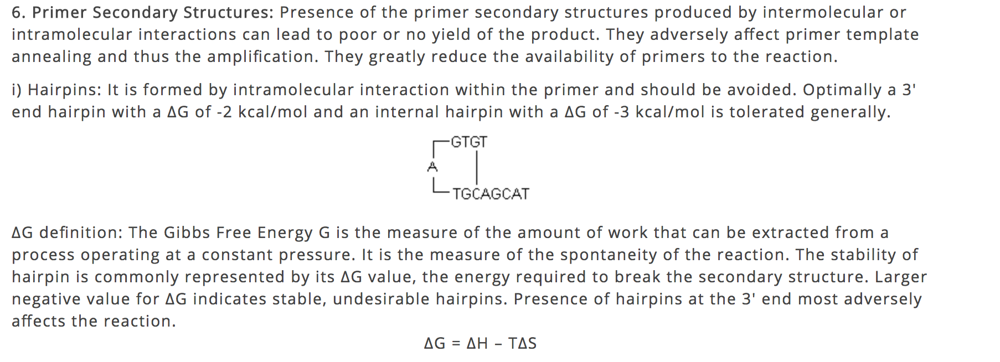 6. Primer Secondary Structures: Presence of the primer secondary structures produced by intermolecular or
intramolecular interactions can lead to poor or no yield of the product. They adversely affect primer template
annealing and thus the amplification. They greatly reduce the availability of primers to the reaction.
i) Hairpins: It is formed by intramolecular interaction within the primer and should be avoided. Optimally a 3'
end hairpin with a ΔG of -2 kcal/mol and an internal hairpin with a ΔG of -3 kcal/mol is tolerated generally.
GTGT
A
TGCAGCAT
ΔG definition: The Gibbs Free Energy G is the measure of the amount of work that can be extracted from a
process operating at a constant pressure. It is the measure of the spontaneity of the reaction. The stability of
hairpin is commonly represented by its ΔG value, the energy required to break the secondary structure. Larger
negative value for ΔG indicates stable, undesirable hairpins. Presence of hairpins at the 3' end most adversely
affects the reaction.
ΔG = ΔH – TΔS